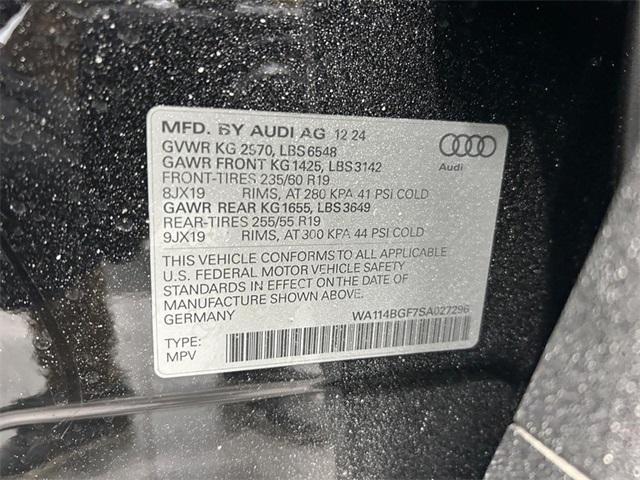 MFD. BY AUDI AG 12 24
GVWR KG 2970, LBS 6548
GAWR FRONT KG 1425, LBS 3142
FRONT-TIRES 235/60 R19
8JX19 RIMS, AT 280 KPA 41 PSI COLD
GAWR REAR KG 1655, LBS 3649
REAR-TIRES 255/55 R19
9JX19 RIMS, AT 300 KPA 44 PSI COLD
Audi
THIS VEHICLE CONFORMS TO ALL APPLICABLE
U.S. FEDERAL MOTOR VEHICLE SAFETY
STANDARDS IN EFFECT ON THE DATE OF
MANUFACTURE SHOWN ABOVE.
GERMANY WA114BGF7SA027296
TYPE:
MPV